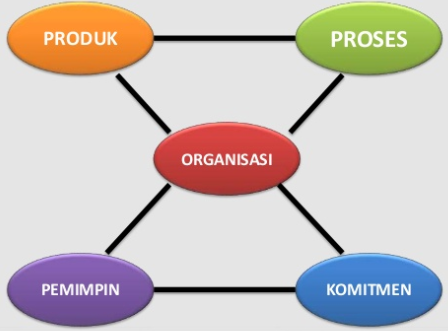 PRODUK
PROSES
ORGANISASI
PEMIMPIN
KOMITMEN